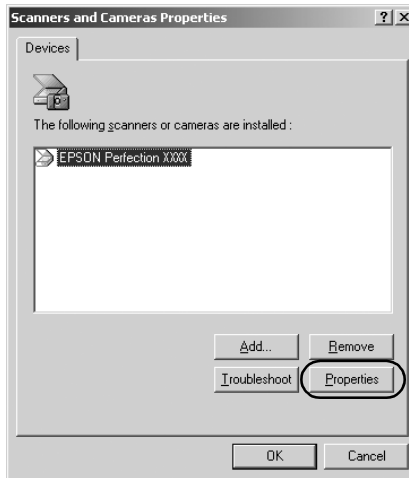 Scanners and Cameras Properties
Devices
The following scanners or cameras are installed :
EPSON Perfection XXXX
Add... Remove
Troubleshoot Properties
OK Cancel